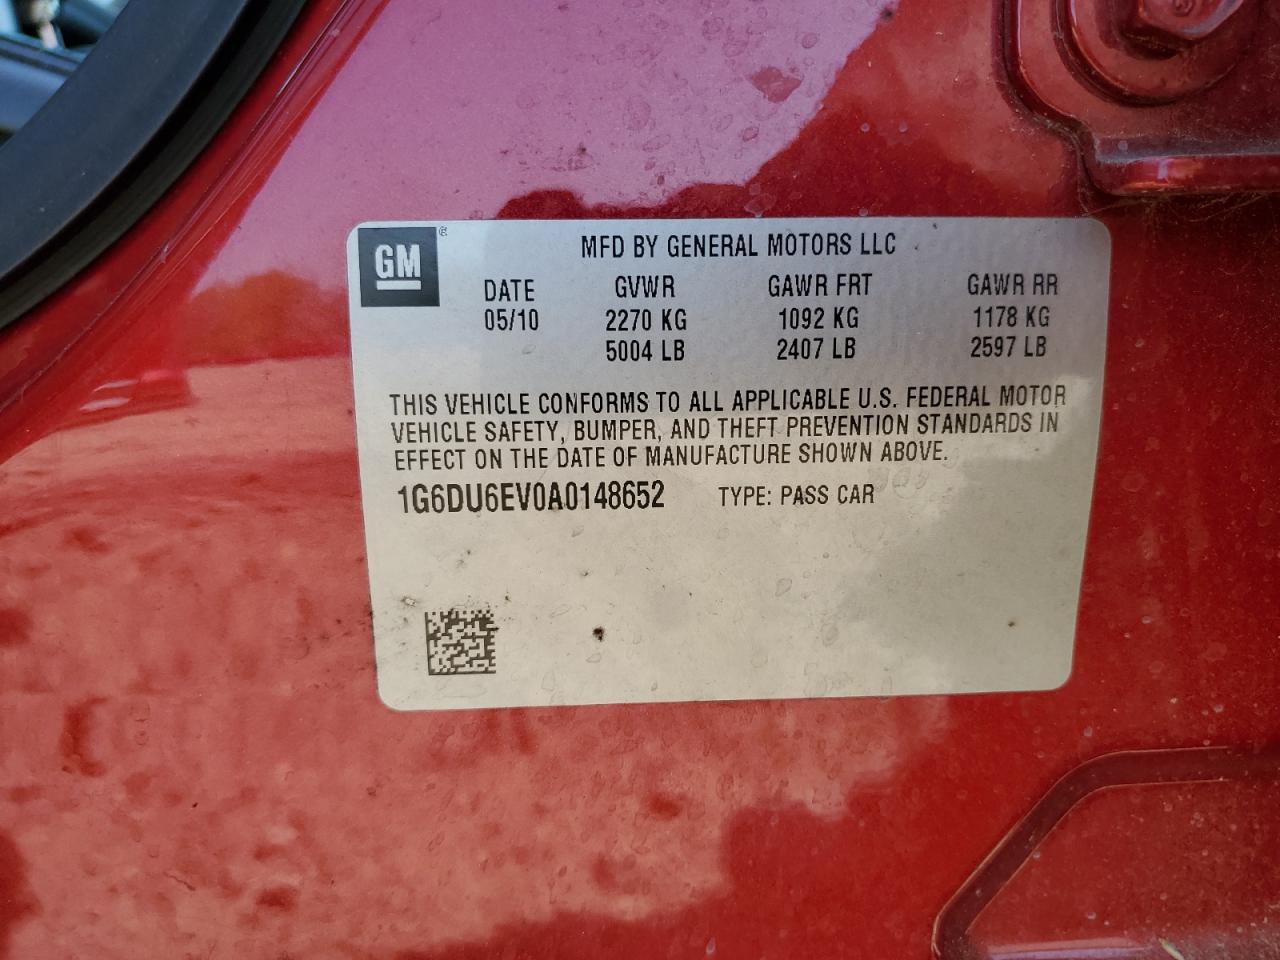 GM ®
MFD BY GENERAL MOTORS LLC
DATE GVWR GAWR FRT GAWR RR
05/10 2270 KG 1092 KG 1178 KG
5004 LB 2407 LB 2597 LB
THIS VEHICLE CONFORMS TO ALL APPLICABLE U.S. FEDERAL MOTOR
VEHICLE SAFETY, BUMPER, AND THEFT PREVENTION STANDARDS IN
EFFECT ON THE DATE OF MANUFACTURE SHOWN ABOVE.
1G6DU6EV0A0148652 TYPE: PASS CAR